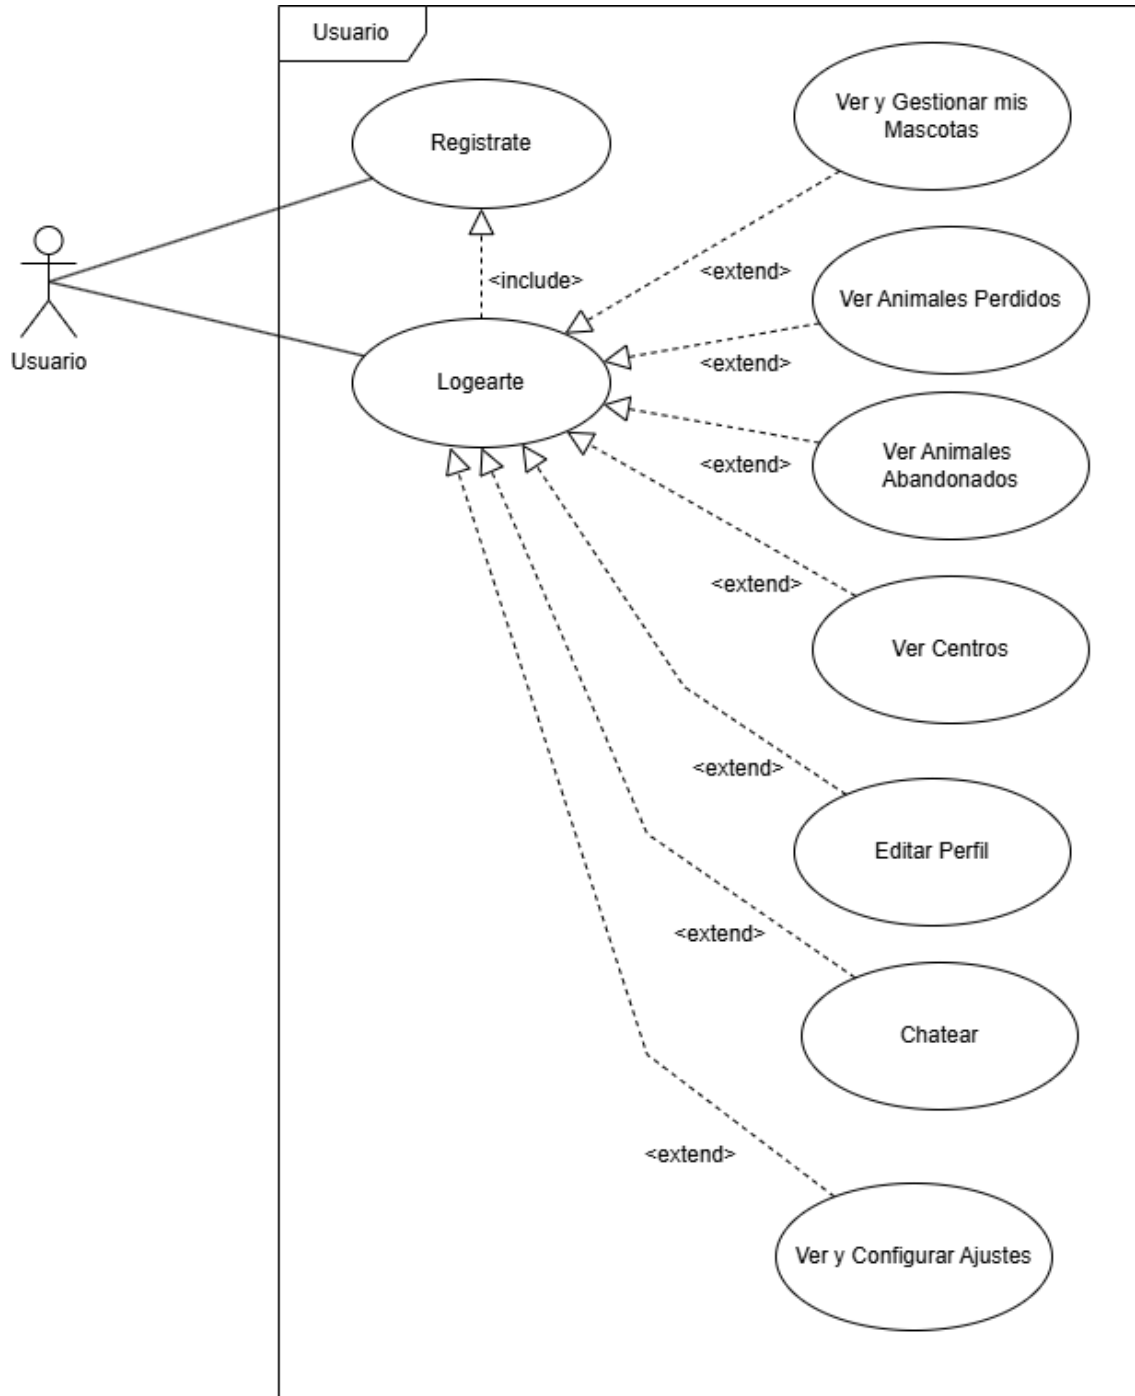 Usuario
Registrate
Ver y Gestionar mis
Mascotas
<include>
<extend>
Ver Animales Perdidos
Usuario
Logearte
<extend>
Ver Animales
Abandonados
<extend>
<extend>
Ver Centros
<extend>
Editar Perfil
<extend>
Chatear
<extend>
Ver y Configurar Ajustes